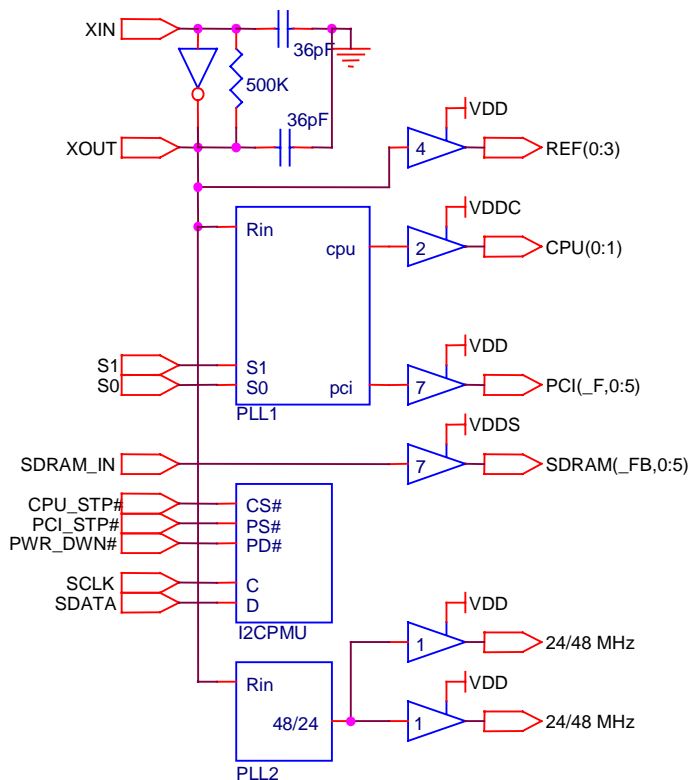 XIN
36pF
500K
36pF
XOUT
VDD
4
REF(0:3)
VDDC
Rin
cpu
2
CPU(0:1)
VDD
S1
S1
S0
S0
pci
7
PCI(_F,0:5)
PLL1
VDDS
SDRAM_IN
7
SDRAM(_FB,0:5)
CPU_STP#
CS#
PCI_STP#
PS#
PWR_DWN#
PD#
SCLK
C
SDATA
D
I2CPMU
VDD
1
24/48 MHz
Rin
VDD
48/24
1
24/48 MHz
PLL2